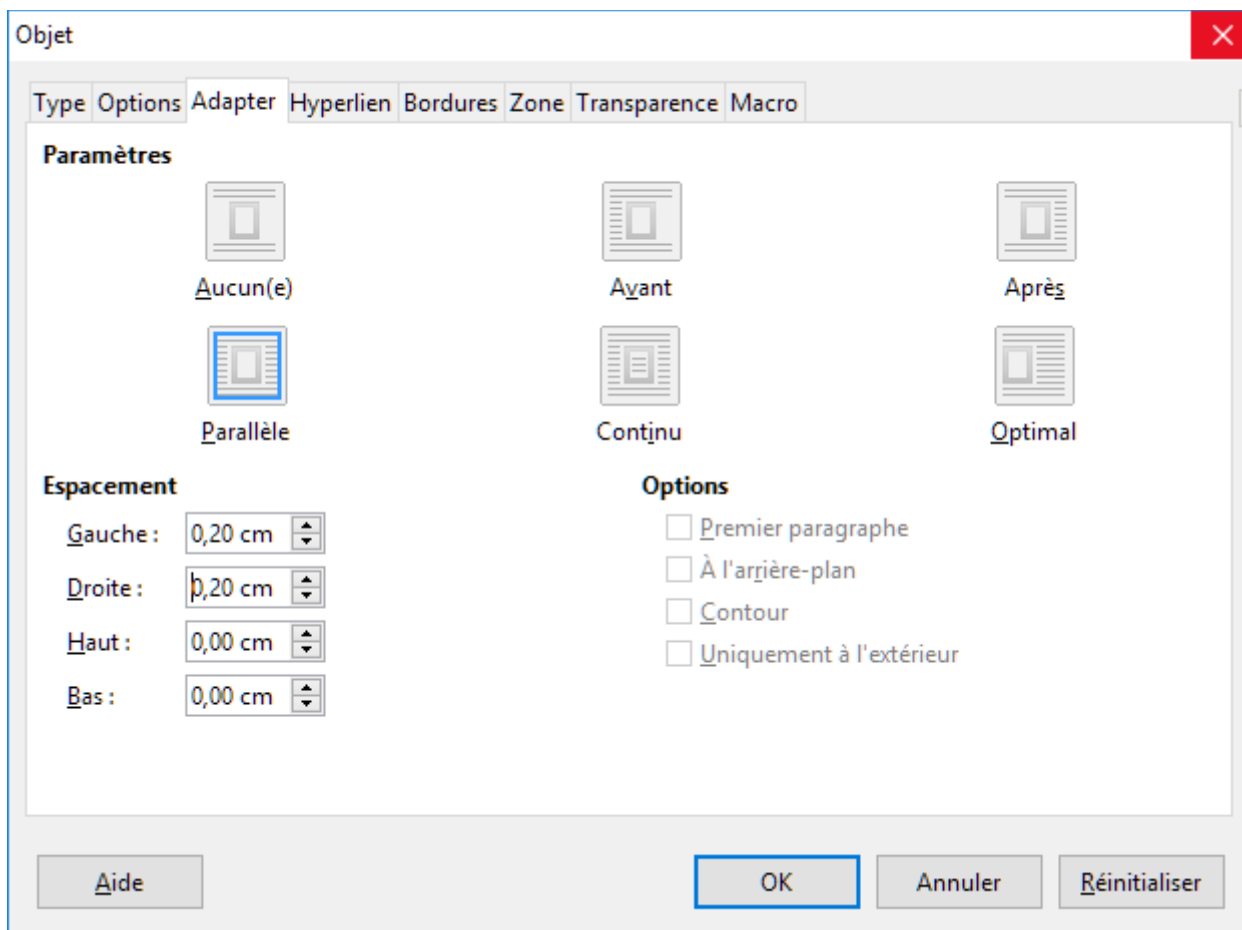 Objet
Type Options Adapter Hyperlien Bordures Zone Transparence Macro
Paramètres
Aucun(e) Avant Après
Parallèle Continu Optimal
Espacement Options
Gauche : 0,20 cm Premier paragraphe
Droite : 0,20 cm À l'arrière-plan
Haut : 0,00 cm Contour
Bas : 0,00 cm Uniquement à l'extérieur
Aide OK Annuler Réinitialiser